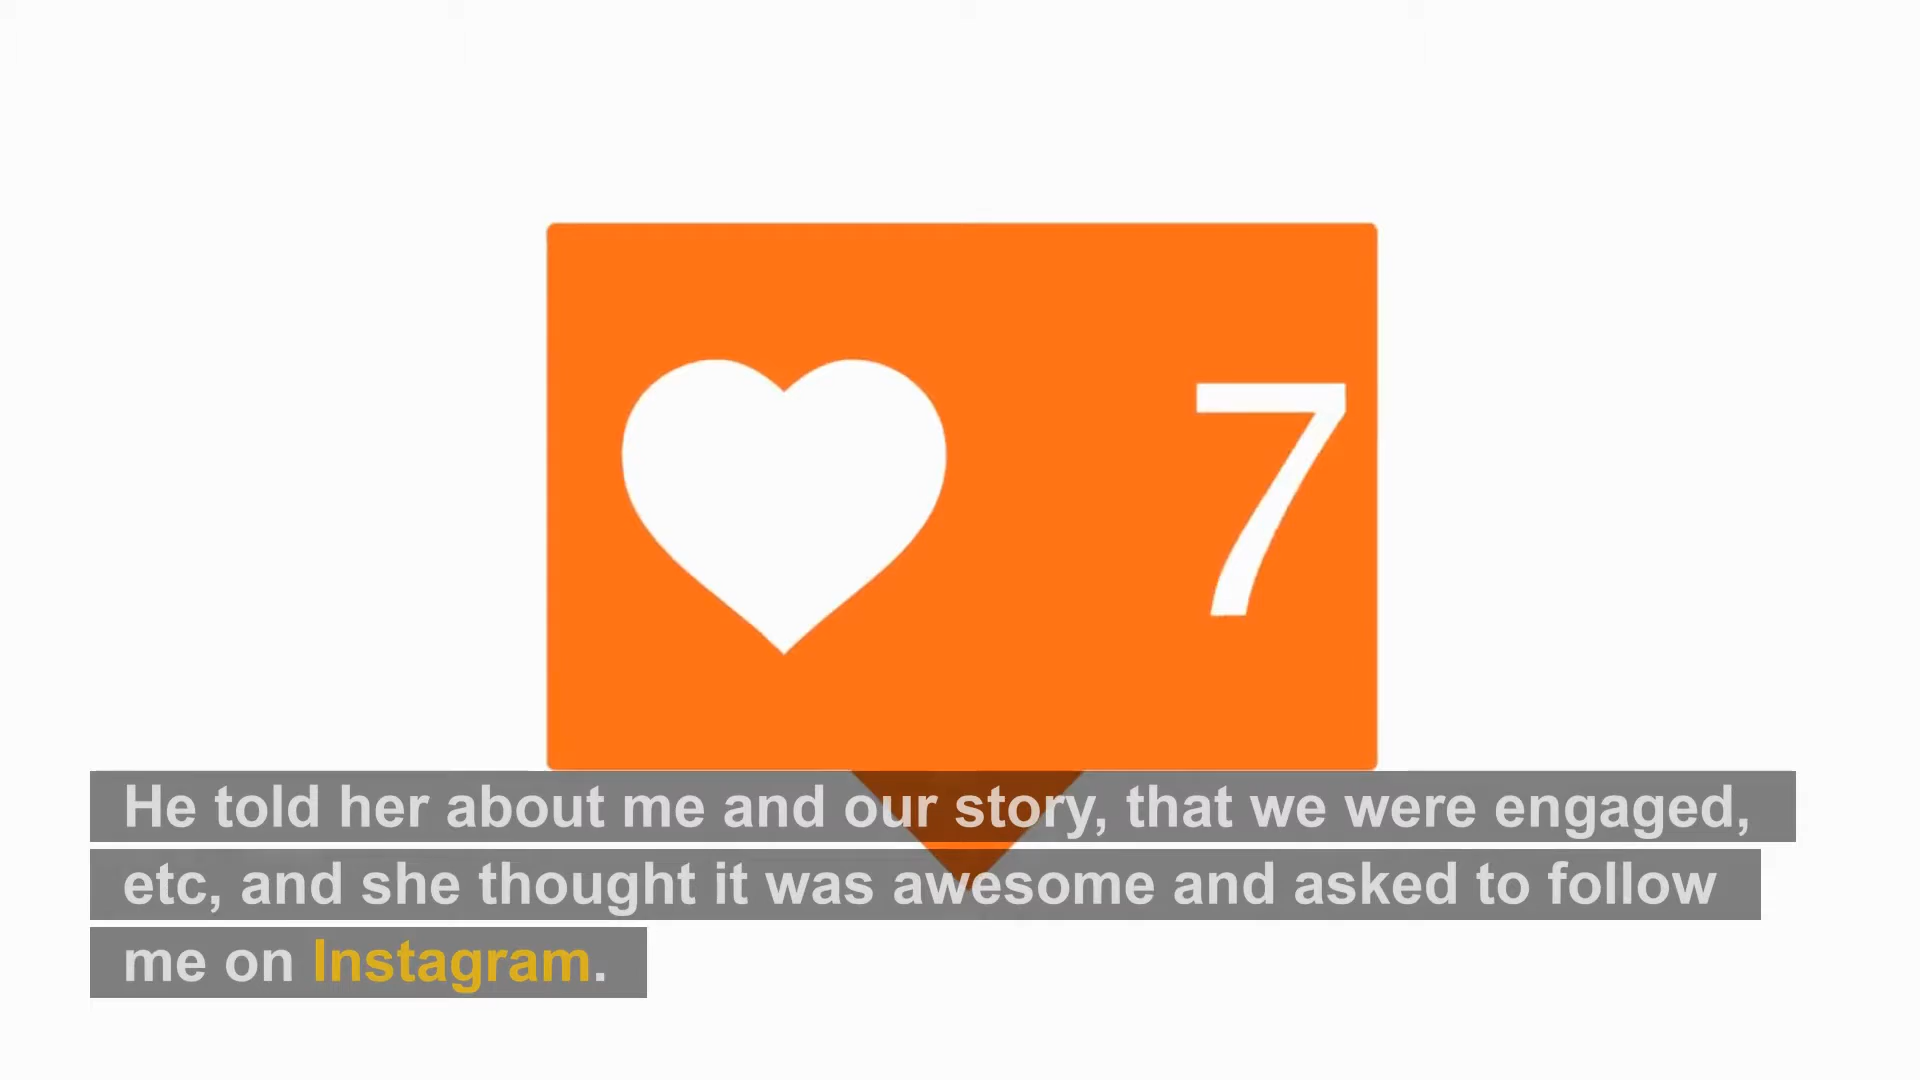 7
He told her about me and our story, that we were engaged,
etc, and she thought it was awesome and asked to follow
me on Instagram.